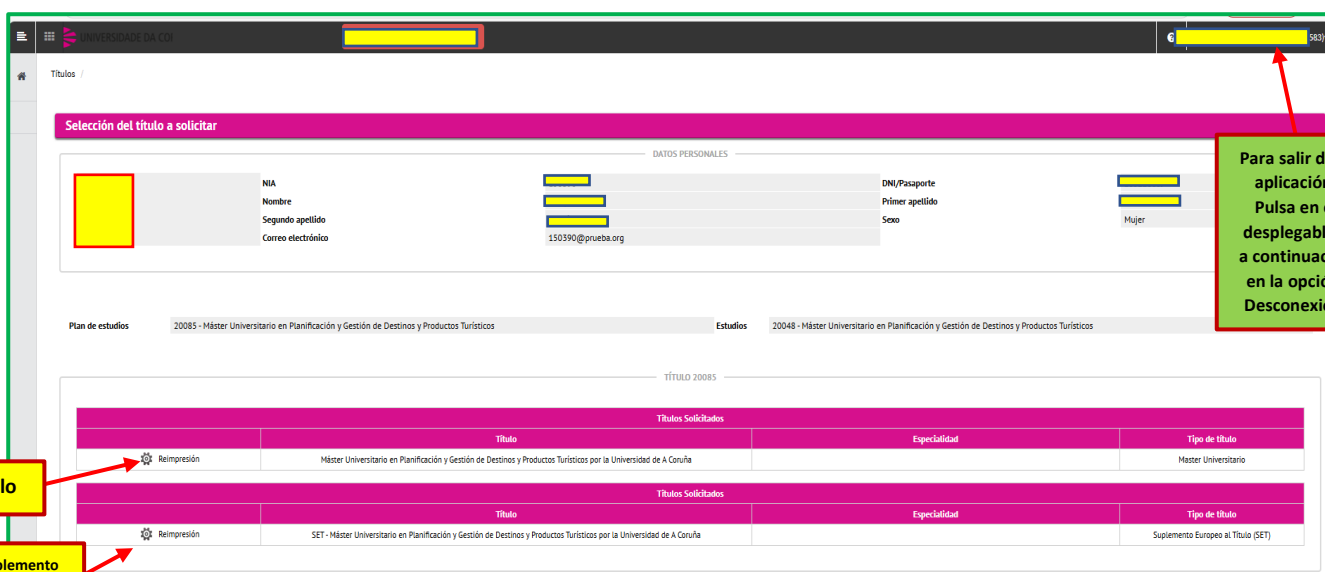 UNIVERSIDADE DA COR
583)
Títulos /
Selección del título a solicitar
DATOS PERSONALES
NIA
DNI/Pasaporte
Nombre
Primer apellido
Segundo apellido
Sexo
Mujer
Correo electrónico
150390@prueba.org
Para salir d
aplicación
Pulsa en
desplegabl
a continuac
en la opció
Desconexi
Plan de estudios
20085 - Máster Universitario en Planificación y Gestión de Destinos y Productos Turísticos
Estudios
20048 - Máster Universitario en Planificación y Gestión de Destinos y Productos Turísticos
TÍTULO 20085
Títulos Solicitados
Título
Especialidad
Tipo de título
Reimpresión
Máster Universitario en Planificación y Gestión de Destinos y Productos Turísticos por la Universidad de A Coruña
Master Universitario
lo
Títulos Solicitados
Título
Especialidad
Tipo de título
Reimpresión
SET - Máster Universitario en Planificación y Gestión de Destinos y Productos Turísticos por la Universidad de A Coruña
Suplemento Europeo al Título (SET)
plemento